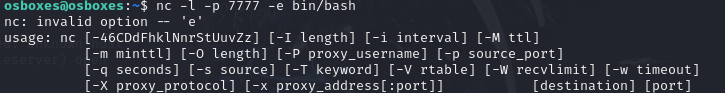 osboxes@osboxes:~$ nc -l -p 7777 -e bin/bash
nc: invalid option -- 'e'
usage: nc [-46CDdFhklNnrStUuvZz] [-I length] [-i interval] [-M ttl]
[-m minttl] [-O length] [-P proxy_username] [-p source_port]
[-q seconds] [-s source] [-T keyword] [-V rtable] [-W recvlimit] [-w timeout]
[-X proxy_protocol] [-x proxy_address[:port]] [destination] [port]